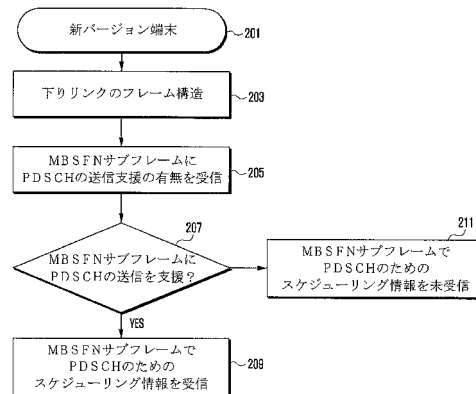 新バージョン端末
201
下りリンクのフレーム構造
203
MBSFNサブフレームに
PDSCHの送信支援の有無を受信
205
207
MBSFNサブフレームに
PDSCHの送信を支援?
211
MBSFNサブフレームで
PDSCHのための
スケジューリング情報を未受信
YES
MBSFNサブフレームで
PDSCHのための
スケジューリング情報を受信
209